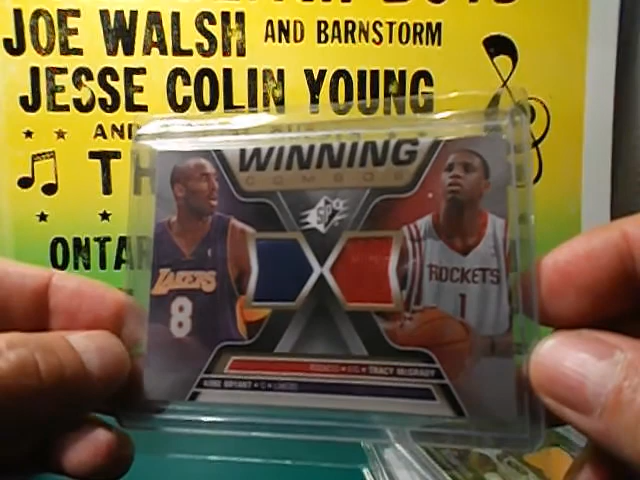 JOE WALSH AND BARNSTORM
JESSE COLIN YOUNG
AND
TH
ONTAR
WINNING
COMBOS
SPx
LAKERS
8
ROCKETS
1
ROCKETS • F/G • TRACY McGRADY
KOBE BRYANT • G • LAKERS